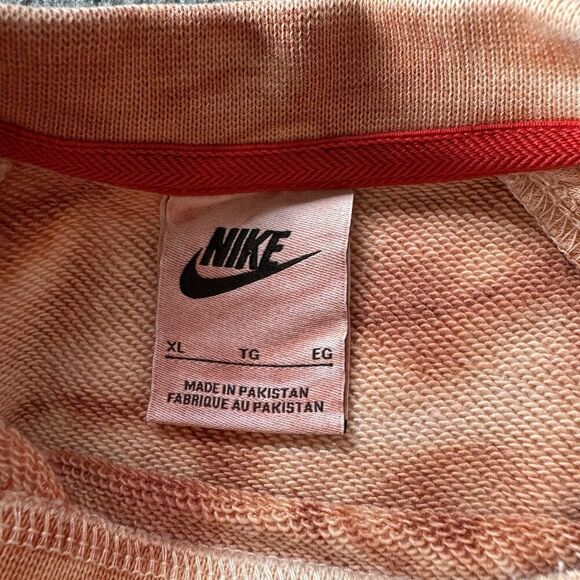 NIKE
XL TG EG
MADE IN PAKISTAN
FABRIQUE AU PAKISTAN